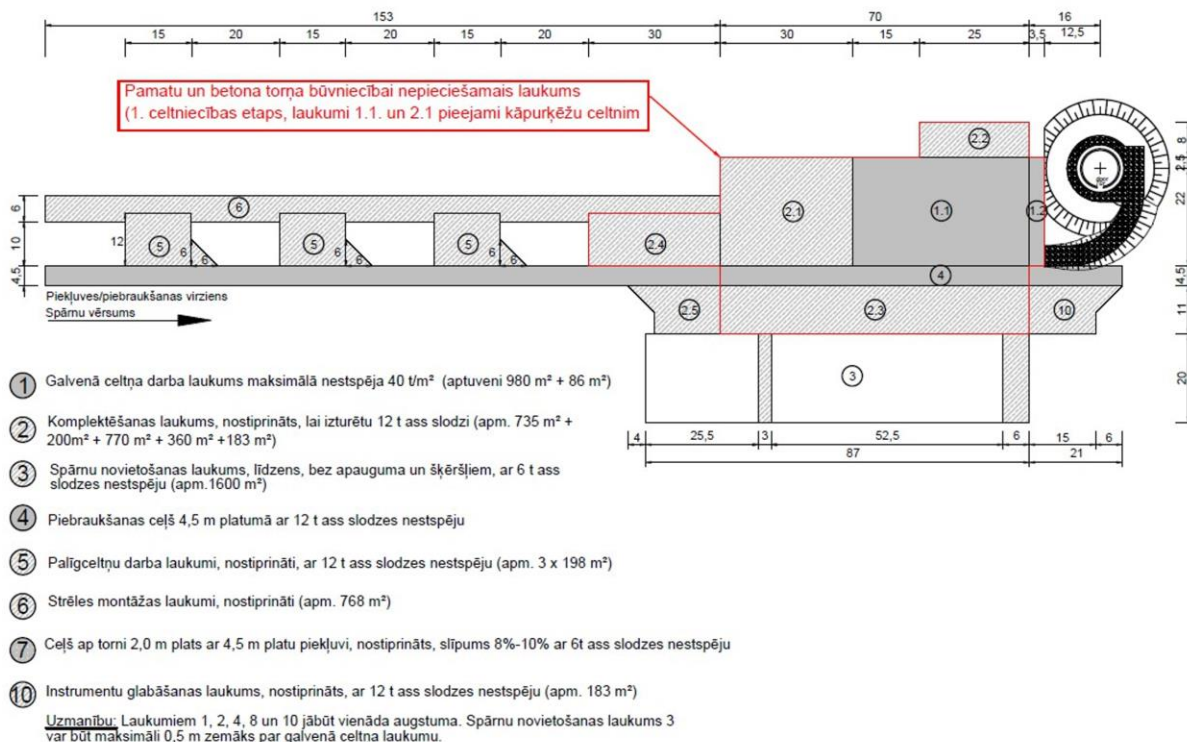 153 70 16
15 20 15 20 15 20 30 30 15 25 3,5 12,5
Pamatu un betona torņa būvniecībai nepieciešamais laukums
(1. celtniecības etaps, laukumi 1.1. un 2.1 pieejami kāpurķēžu celtnim
2.2 8
6 6 2.1 1.1 1.2 22
10 12 5 6 6 5 6 6 5 6 6 2.4
4,5 4 4,5
Piekļuves/piebraukšanas virziens
Spārnu vērsums
2.5 2.3 10 11
3 20
4 25,5 3 52,5 6 15 6
87 21
1 Galvenā celtņa darba laukums maksimālā nestspēja 40 t/m² (aptuveni 980 m² + 86 m²)
2 Komplektēšanas laukums, nostiprināts, lai izturētu 12 t ass slodzi (apm. 735 m² +
200m² + 770 m² + 360 m² +183 m²)
3 Spārnu novietošanas laukums, līdzens, bez apauguma un šķēršļiem, ar 6 t ass
slodzes nestspēju (apm.1600 m²)
4 Piebraukšanas ceļš 4,5 m platumā ar 12 t ass slodzes nestspēju
5 Palīgceltņu darba laukumi, nostiprināti, ar 12 t ass slodzes nestspēju (apm. 3 x 198 m²)
6 Strēles montāžas laukumi, nostiprināti (apm. 768 m²)
7 Ceļš ap torni 2,0 m plats ar 4,5 m platu piekļuvi, nostiprināts, slīpums 8%-10% ar 6t ass slodzes nestspēju
10 Instrumentu glabāšanas laukums, nostiprināts, ar 12 t ass slodzes nestspēju (apm. 183 m²)
Uzmanību: Laukumiem 1, 2, 4, 8 un 10 jābūt vienāda augstuma. Spārnu novietošanas laukums 3
var būt maksimāli 0,5 m zemāks par galvenā celtņa laukumu.